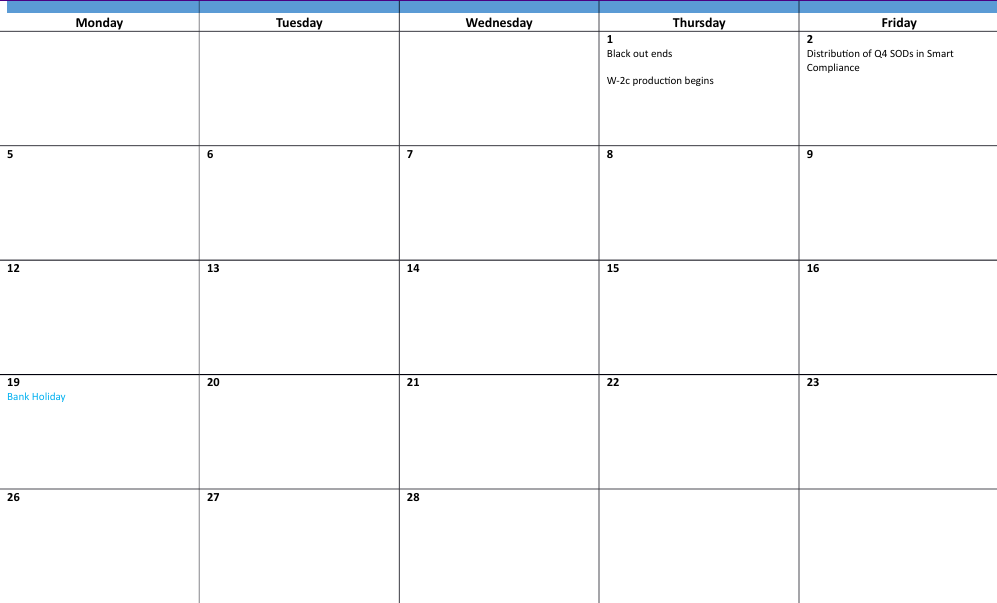 Monday
Tuesday
Wednesday
Thursday
Friday
1
Black out ends
W-2c production begins
2
Distribution of Q4 SODs in Smart
Compliance
5
6
7
8
9
12
13
14
15
16
19
Bank Holiday
20
21
22
23
26
27
28